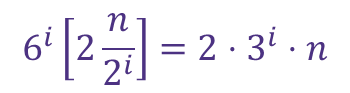 6^i [2 n/2^i] = 2 · 3^i · n